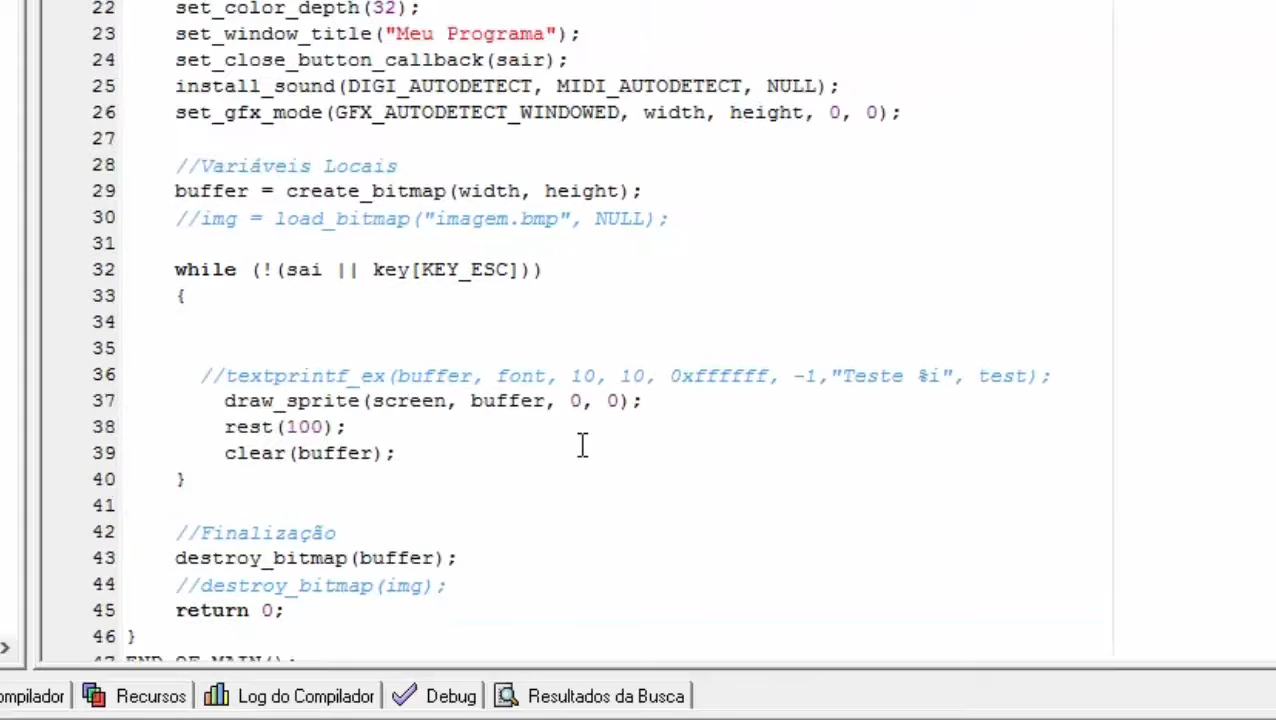 22 set_color_depth(32);
23 set_window_title("Meu Programa");
24 set_close_button_callback(sair);
25 install_sound(DIGI_AUTODETECT, MIDI_AUTODETECT, NULL);
26 set_gfx_mode(GFX_AUTODETECT_WINDOWED, width, height, 0, 0);
27
28 //Variáveis Locais
29 buffer = create_bitmap(width, height);
30 //img = load_bitmap("imagem.bmp", NULL);
31
32 while (!(sai || key[KEY_ESC]))
33 {
34
35
36 //textprintf_ex(buffer, font, 10, 10, 0xffffff, -1,"Teste %i", test);
37 draw_sprite(screen, buffer, 0, 0);
38 rest(100);
39 clear(buffer);
40 }
41
42 //Finalização
43 destroy_bitmap(buffer);
44 //destroy_bitmap(img);
45 return 0;
46 }
47 END_OF_MAIN();
ompilador Recursos Log do Compilador Debug Resultados da Busca